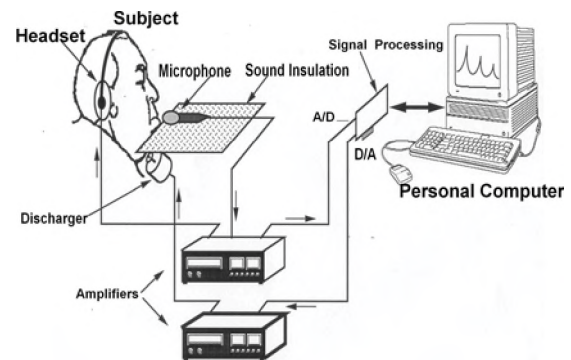 Subject
Headset
Microphone
Sound Insulation
Signal Processing
A/D
D/A
Personal Computer
Discharger
Amplifiers